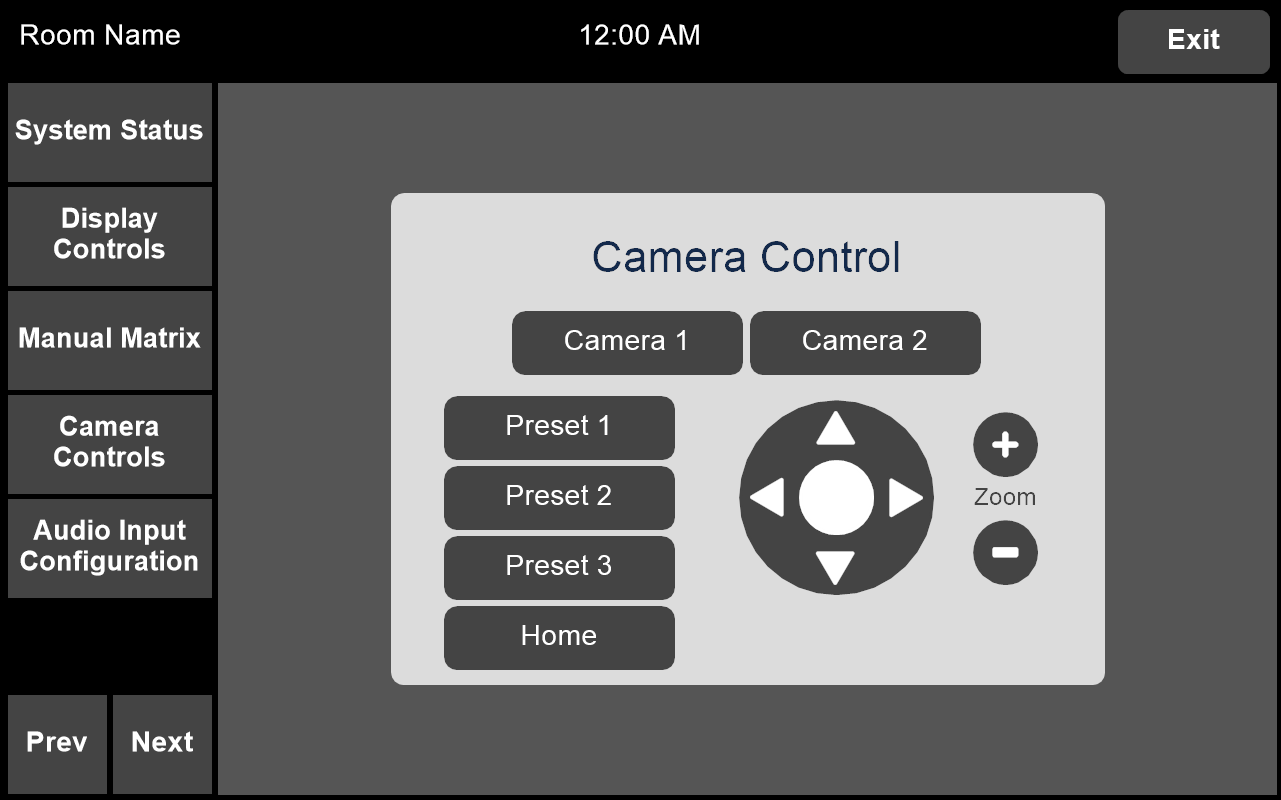 Room Name
12:00 AM
Exit
System Status
Display
Controls
Manual Matrix
Camera
Controls
Audio Input
Configuration
Prev
Next
Camera Control
Camera 1
Camera 2
Preset 1
Preset 2
Preset 3
Home
Zoom